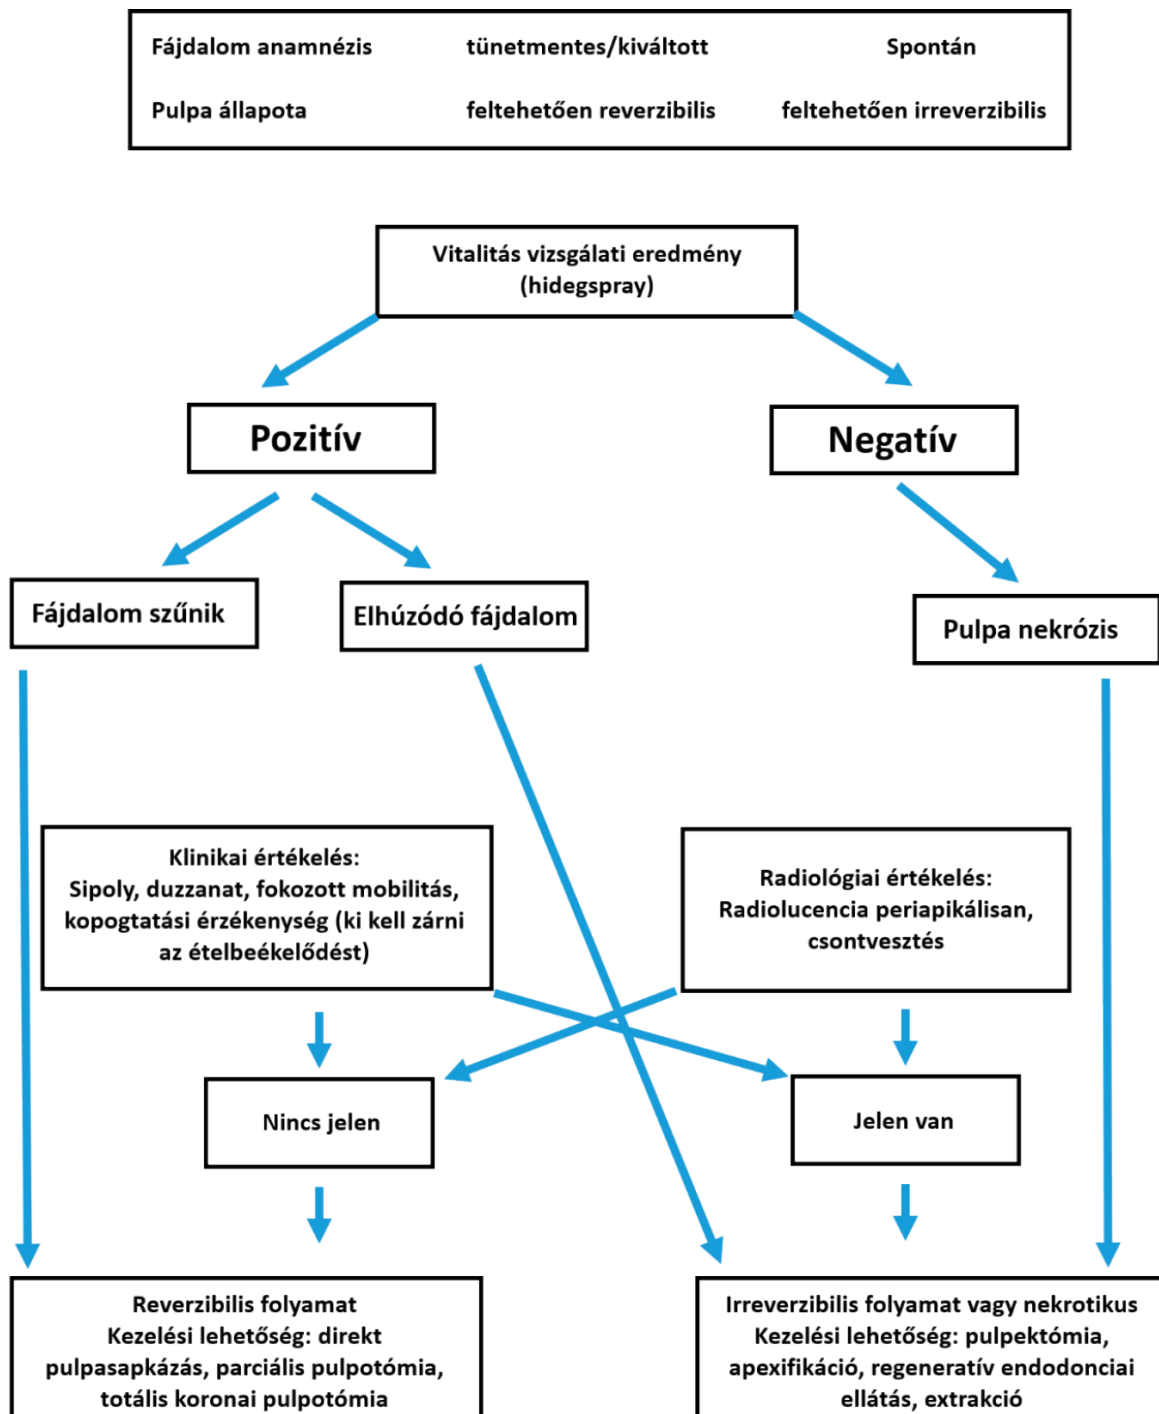 Fájdalom anamnézis tünetmentes/kiváltott Spontán
Pulpa állapota feltehetően reverzibilis feltehetően irreverzibilis
Vitalitás vizsgálati eredmény
(hidegspray)
Pozitív
Negatív
Fájdalom szűnik
Elhúzódó fájdalom
Pulpa nekrózis
Klinikai értékelés:
Sipoly, duzzanat, fokozott mobilitás,
kopogtatási érzékenység (ki kell zárni
az ételbeékelődést)
Radiológiai értékelés:
Radiolucencia periapikálisan,
csontvesztés
Nincs jelen
Jelen van
Reverzibilis folyamat
Kezelési lehetőség: direkt
pulpasapkázás, parciális pulpotómia,
totális koronai pulpotómia
Irreverzibilis folyamat vagy nekrotikus
Kezelési lehetőség: pulpektómia,
apexifikáció, regeneratív endodonciai
ellátás, extrakció